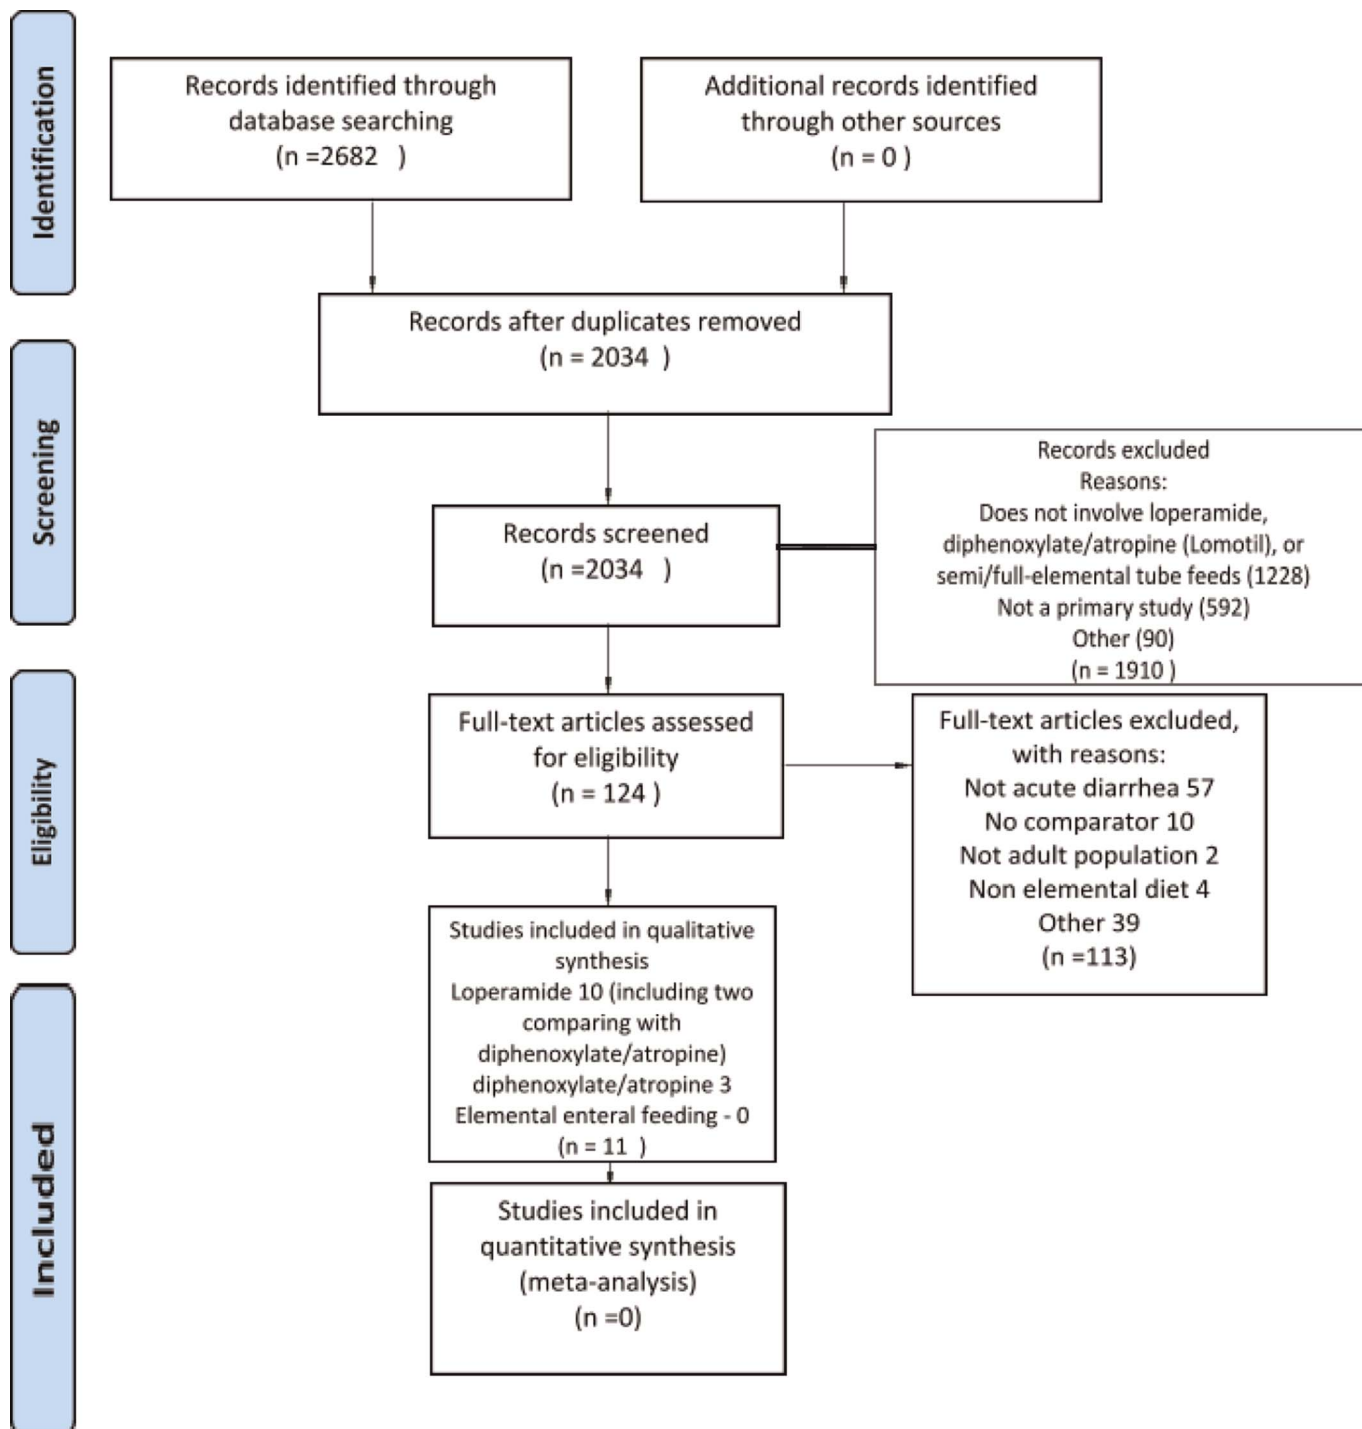 Identification
Records identified through
database searching
(n =2682 )
Additional records identified
through other sources
(n = 0 )
Records after duplicates removed
(n = 2034 )
Screening
Records screened
(n =2034 )
Records excluded
Reasons:
Does not involve loperamide,
diphenoxylate/atropine (Lomotil), or
semi/full-elemental tube feeds (1228)
Not a primary study (592)
Other (90)
(n = 1910 )
Eligibility
Full-text articles assessed
for eligibility
(n = 124 )
Full-text articles excluded,
with reasons:
Not acute diarrhea 57
No comparator 10
Not adult population 2
Non elemental diet 4
Other 39
(n =113)
Included
Studies included in qualitative
synthesis
Loperamide 10 (including two
comparing with
diphenoxylate/atropine)
diphenoxylate/atropine 3
Elemental enteral feeding - 0
(n = 11 )
Studies included in
quantitative synthesis
(meta-analysis)
(n =0)